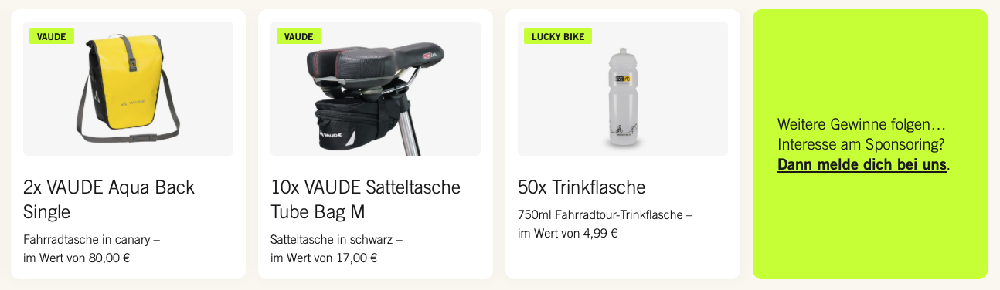 VAUDE
VAUDE
2x VAUDE Aqua Back
Single
Fahrradtasche in canary –
im Wert von 80,00 €
VAUDE
VAUDE
10x VAUDE Satteltasche
Tube Bag M
Satteltasche in schwarz –
im Wert von 17,00 €
LUCKY BIKE
50x Trinkflasche
750ml Fahrradtour-Trinkflasche –
im Wert von 4,99 €
Weitere Gewinne folgen…
Interesse am Sponsoring?
Dann melde dich bei uns.